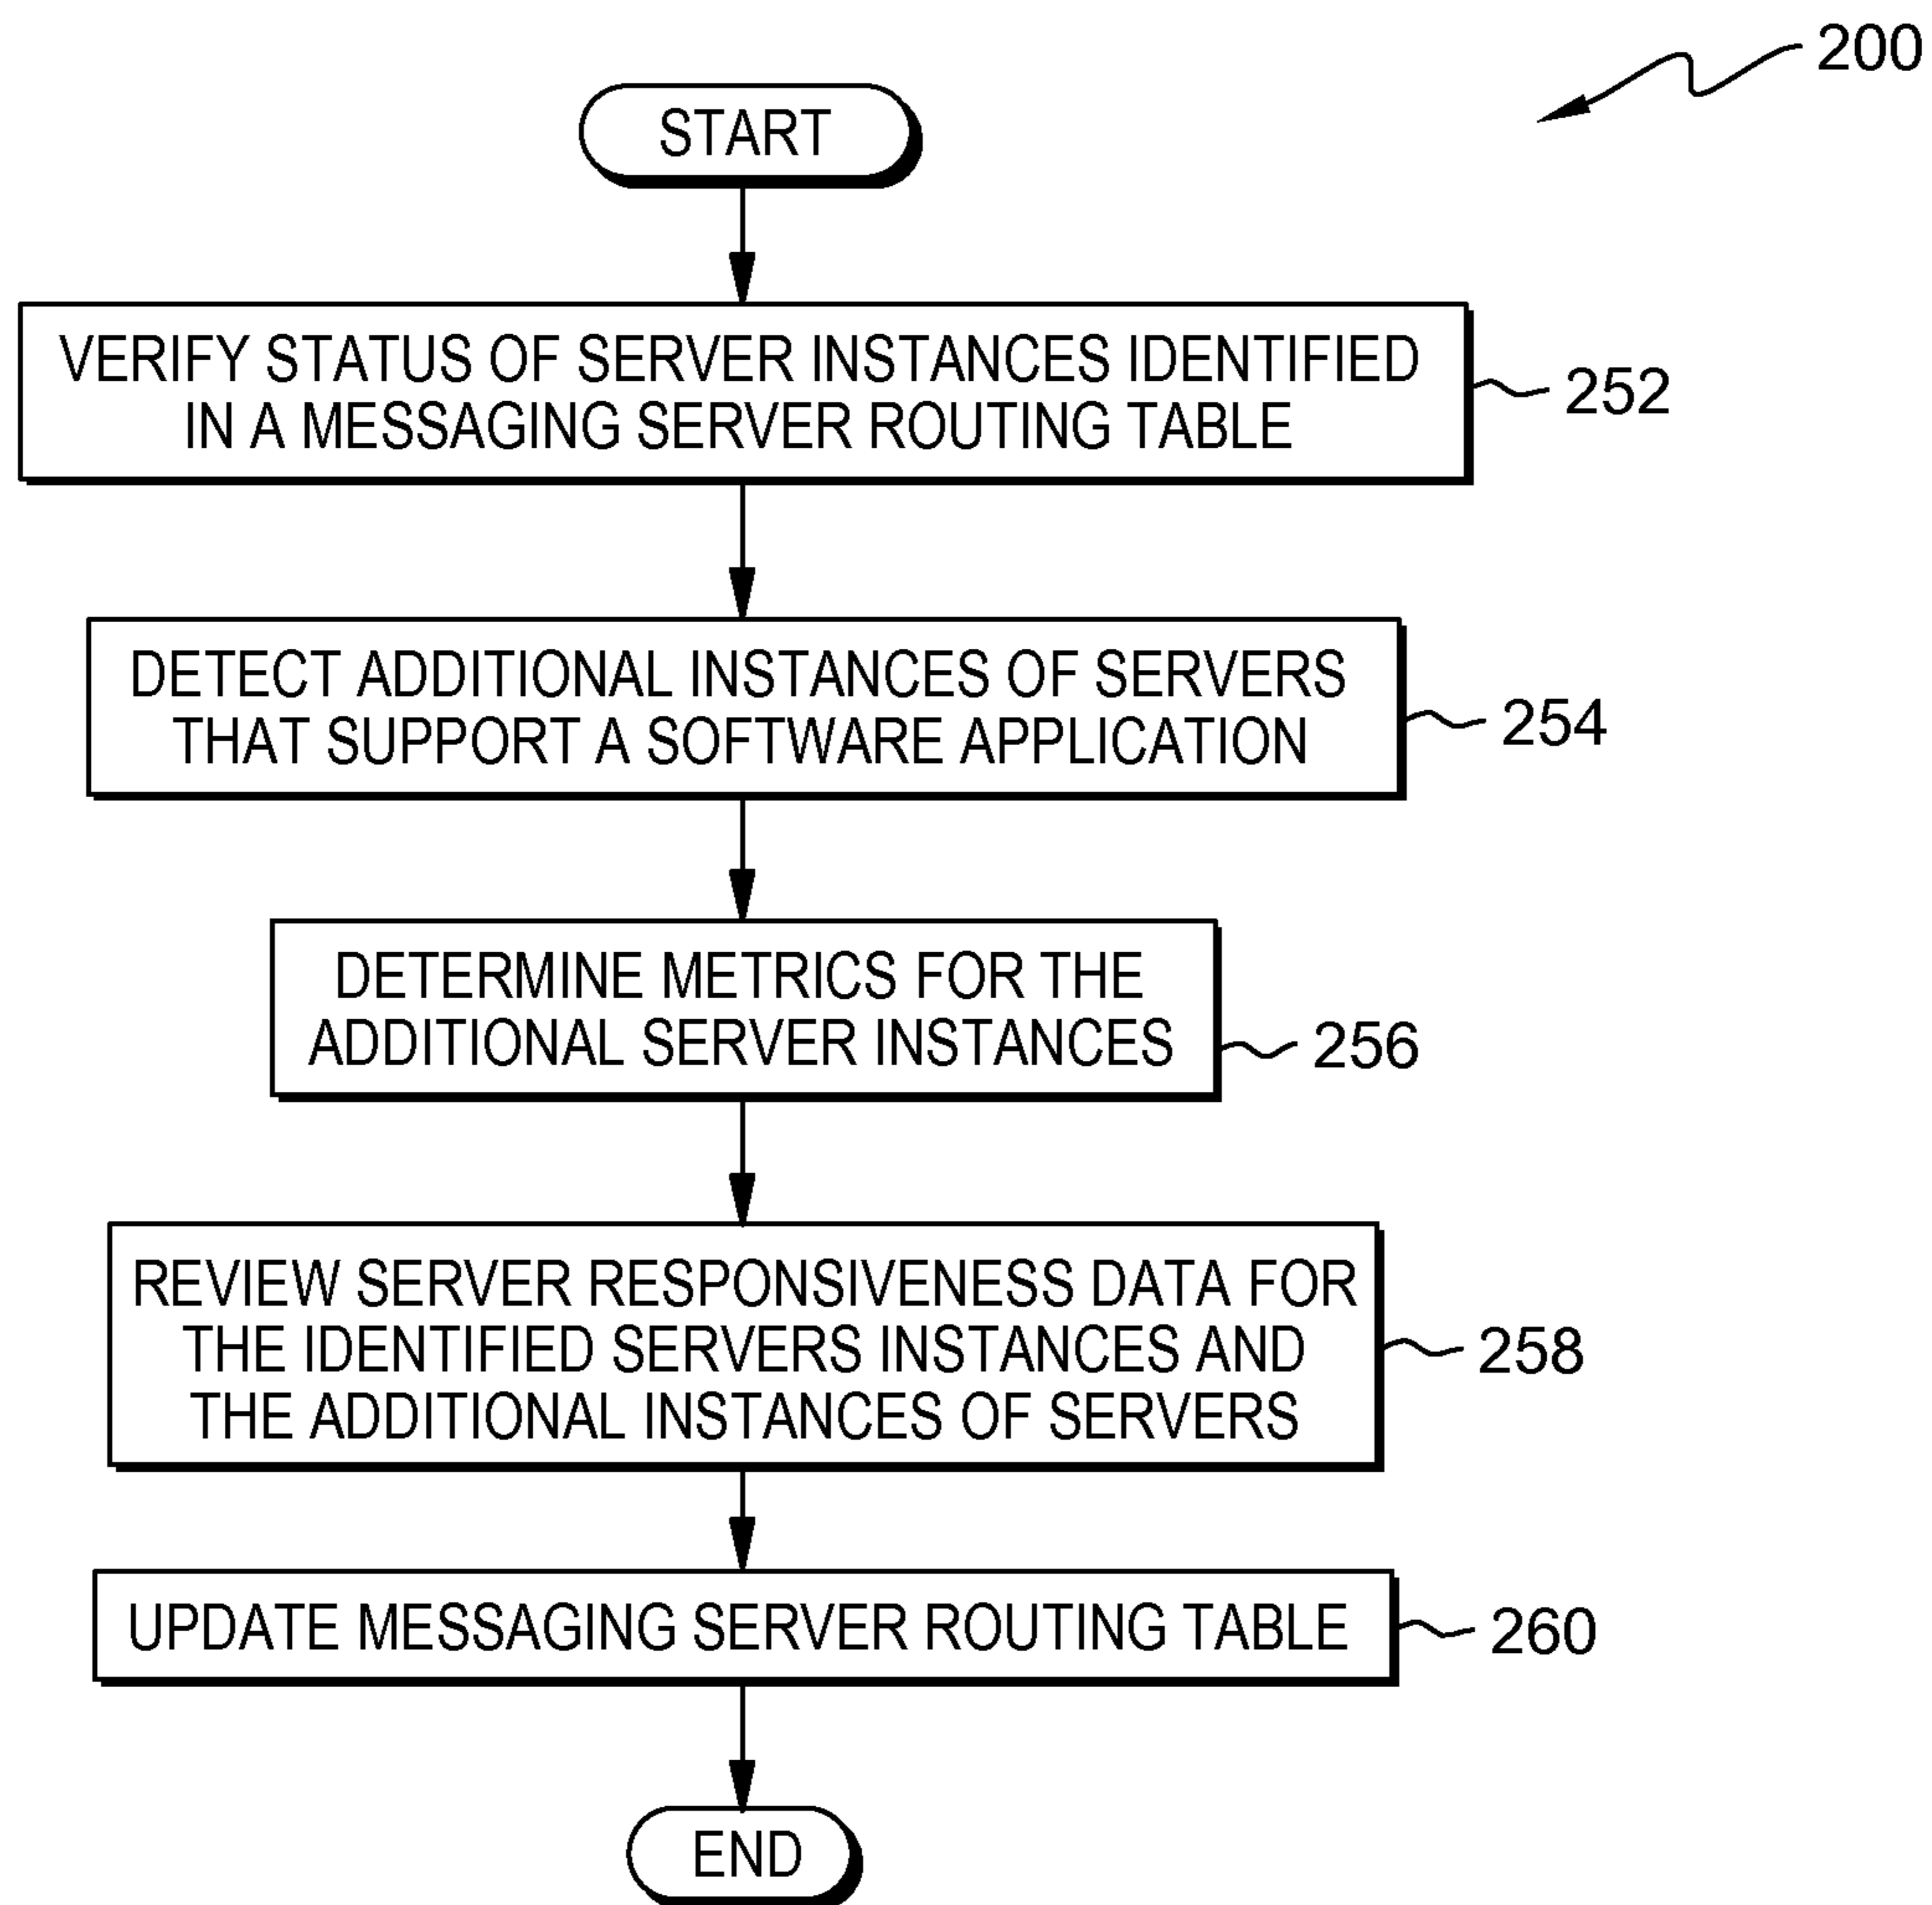 200
START
VERIFY STATUS OF SERVER INSTANCES IDENTIFIED
IN A MESSAGING SERVER ROUTING TABLE
252
DETECT ADDITIONAL INSTANCES OF SERVERS
THAT SUPPORT A SOFTWARE APPLICATION
254
DETERMINE METRICS FOR THE
ADDITIONAL SERVER INSTANCES
256
REVIEW SERVER RESPONSIVENESS DATA FOR
THE IDENTIFIED SERVERS INSTANCES AND
THE ADDITIONAL INSTANCES OF SERVERS
258
UPDATE MESSAGING SERVER ROUTING TABLE
260
END